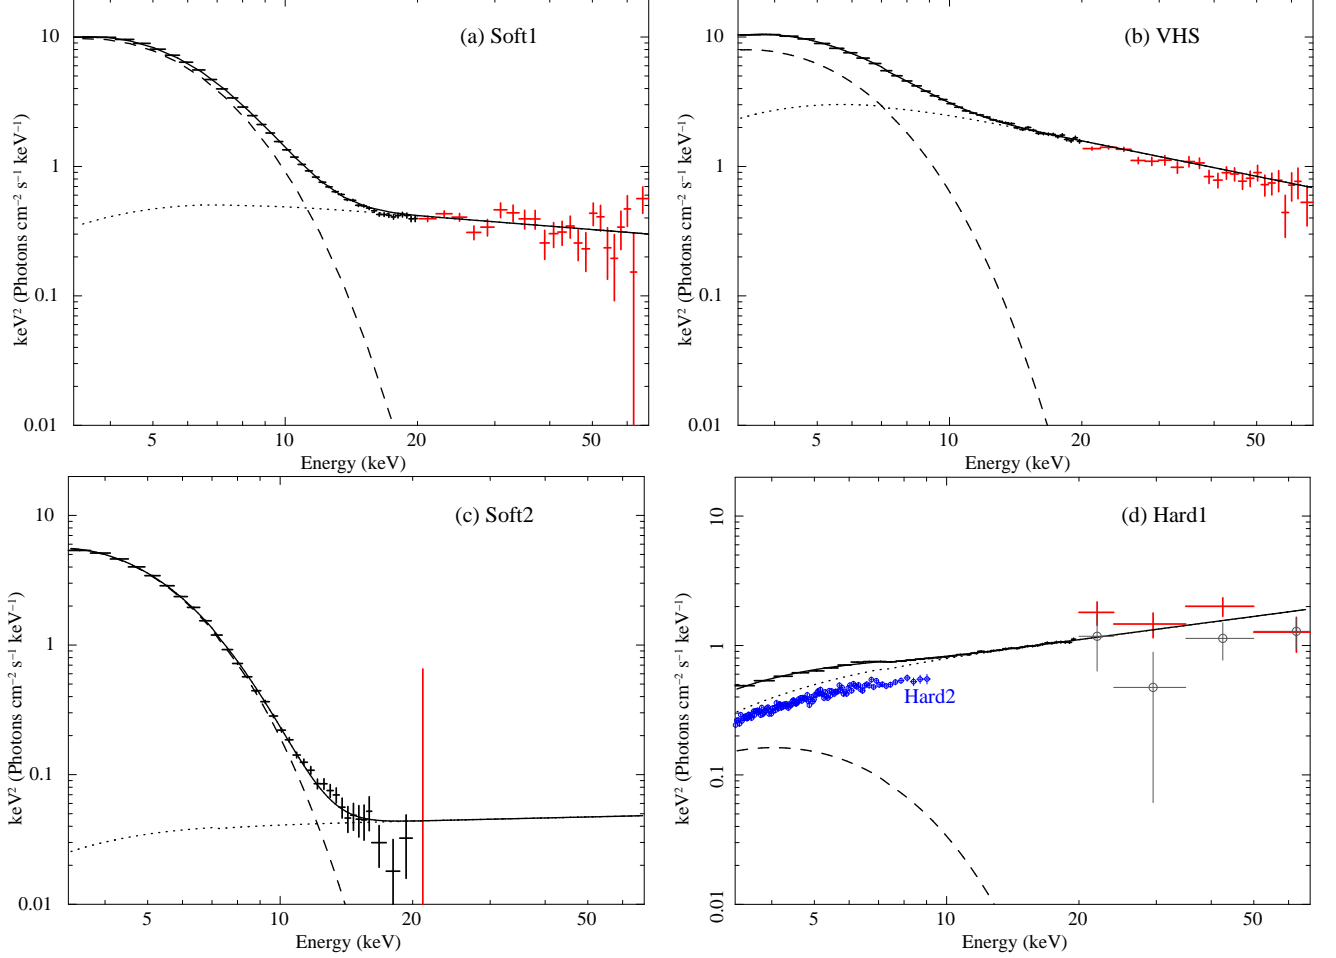 (a) Soft1
10
1
0.1
0.01
keV² (Photons cm⁻² s⁻¹ keV⁻¹)
5 10 20 50
Energy (keV)
(b) VHS
10
1
0.1
0.01
keV² (Photons cm⁻² s⁻¹ keV⁻¹)
5 10 20 50
Energy (keV)
(c) Soft2
10
1
0.1
0.01
keV² (Photons cm⁻² s⁻¹ keV⁻¹)
5 10 20 50
Energy (keV)
(d) Hard1
10
1
0.1
0.01
keV² (Photons cm⁻² s⁻¹ keV⁻¹)
Hard2
5 10 20 50
Energy (keV)